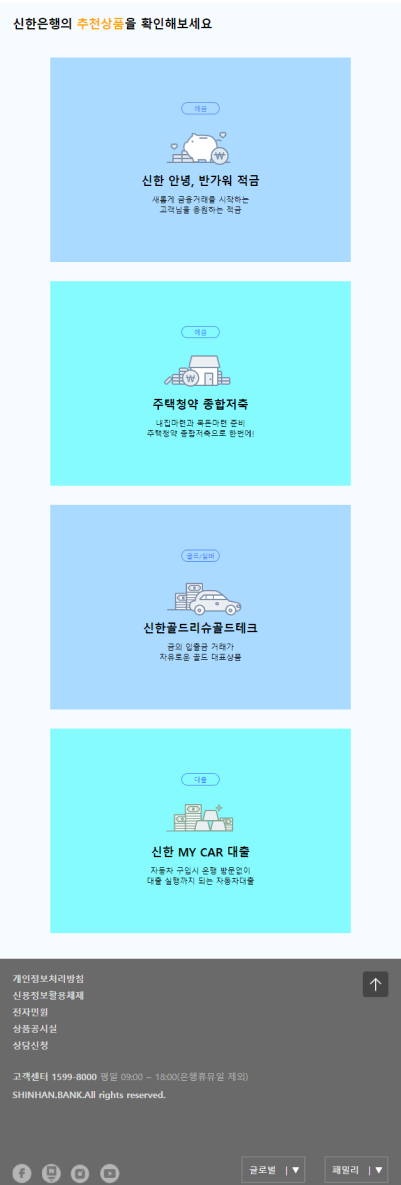 신한은행의 추천상품을 확인해보세요
예금
신한 안녕, 반가워 적금
새롭게 금융거래를 시작하는
고객님을 응원하는 적금
예금
주택청약 종합저축
내집마련과 목돈마련 준비
주택청약 종합저축으로 한번에!
골드/실버
신한골드리슈골드테크
금의 입출금 거래가
자유로운 골드 대표상품
대출
신한 MY CAR 대출
자동차 구입시 은행 방문없이
대출 실행까지 되는 자동차대출
개인정보처리방침
신용정보활용체제
전자민원
상품공시실
상담신청
고객센터 1599-8000 평일 09:00 ~ 18:00(은행휴무일 제외)
SHINHAN.BANK.All rights reserved.
글로벌 | ▼
패밀리 | ▼